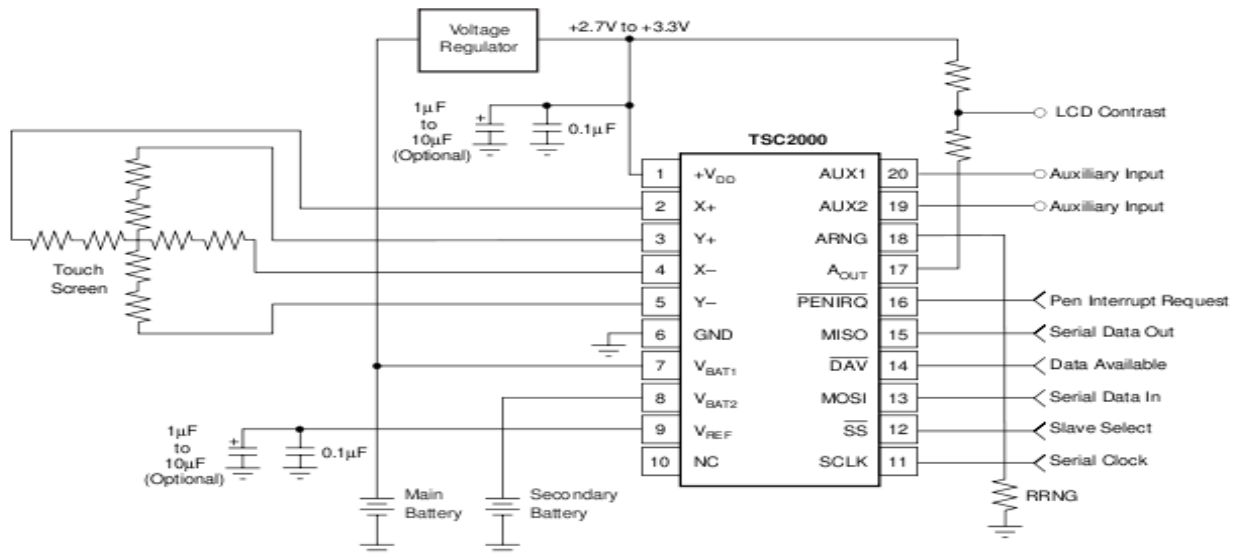 Voltage
Regulator
+2.7V to +3.3V
1μF
to
10μF
(Optional)
+
0.1μF
LCD Contrast
TSC2000
1 +VDD AUX1 20 Auxiliary Input
2 X+ AUX2 19 Auxiliary Input
3 Y+ ARNG 18
4 X– AOUT 17
5 Y– PENIRQ 16 Pen Interrupt Request
6 GND MISO 15 Serial Data Out
7 VBAT1 DAV 14 Data Available
8 VBAT2 MOSI 13 Serial Data In
9 VREF SS 12 Slave Select
10 NC SCLK 11 Serial Clock
Touch
Screen
1μF
to
10μF
(Optional)
+
0.1μF
Main
Battery
Secondary
Battery
RRNG